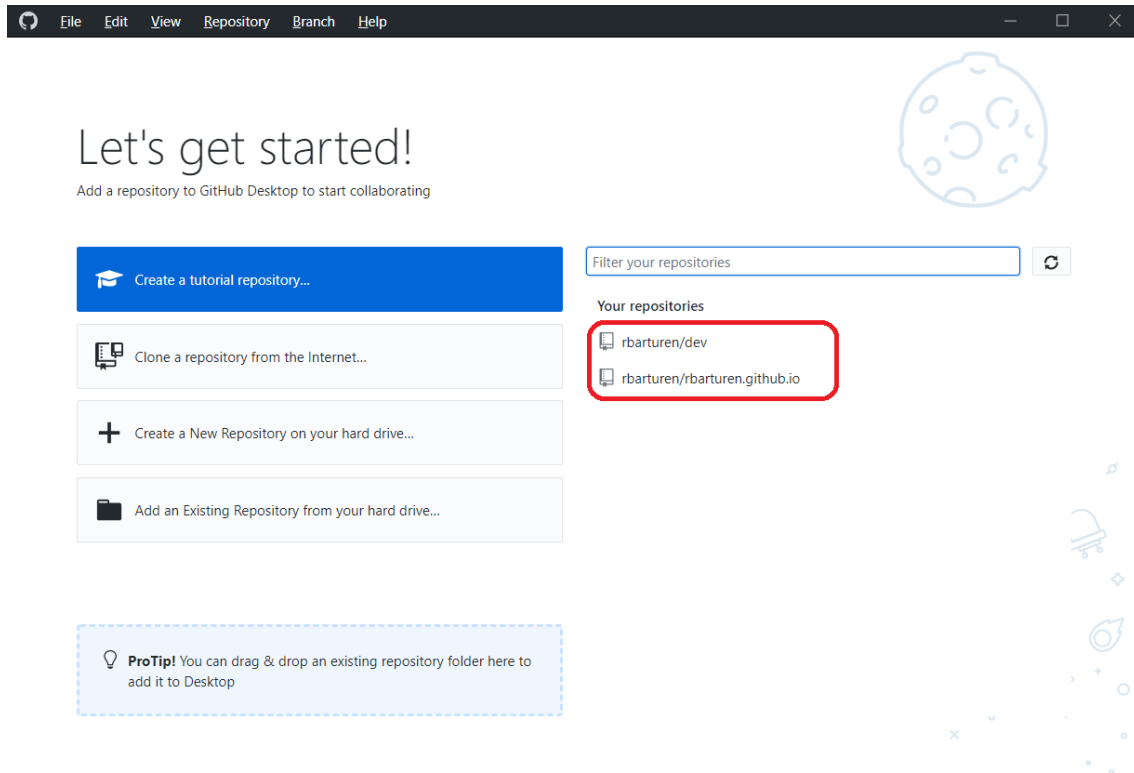 File Edit View Repository Branch Help
Let's get started!
Add a repository to GitHub Desktop to start collaborating
Create a tutorial repository...
Clone a repository from the Internet...
Create a New Repository on your hard drive...
Add an Existing Repository from your hard drive...
ProTip! You can drag & drop an existing repository folder here to
add it to Desktop
Filter your repositories
Your repositories
rbarturen/dev
rbarturen/rbarturen.github.io